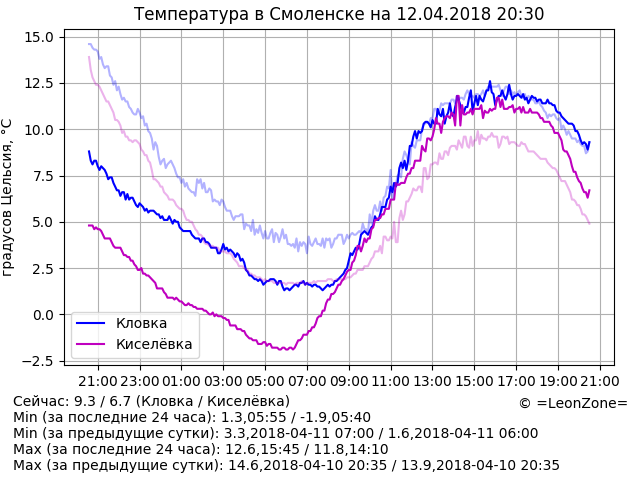 Температура в Смоленске на 12.04.2018 20:30
15.0
12.5
10.0
7.5
5.0
2.5
0.0
−2.5
градусов Цельсия, °C
Кловка
Киселёвка
21:00 23:00 01:00 03:00 05:00 07:00 09:00 11:00 13:00 15:00 17:00 19:00 21:00
Сейчас: 9.3 / 6.7 (Кловка / Киселёвка)
© =LeonZone=
Min (за последние 24 часа): 1.3,05:55 / -1.9,05:40
Min (за предыдущие сутки): 3.3,2018-04-11 07:00 / 1.6,2018-04-11 06:00
Max (за последние 24 часа): 12.6,15:45 / 11.8,14:10
Max (за предыдущие сутки): 14.6,2018-04-10 20:35 / 13.9,2018-04-10 20:35